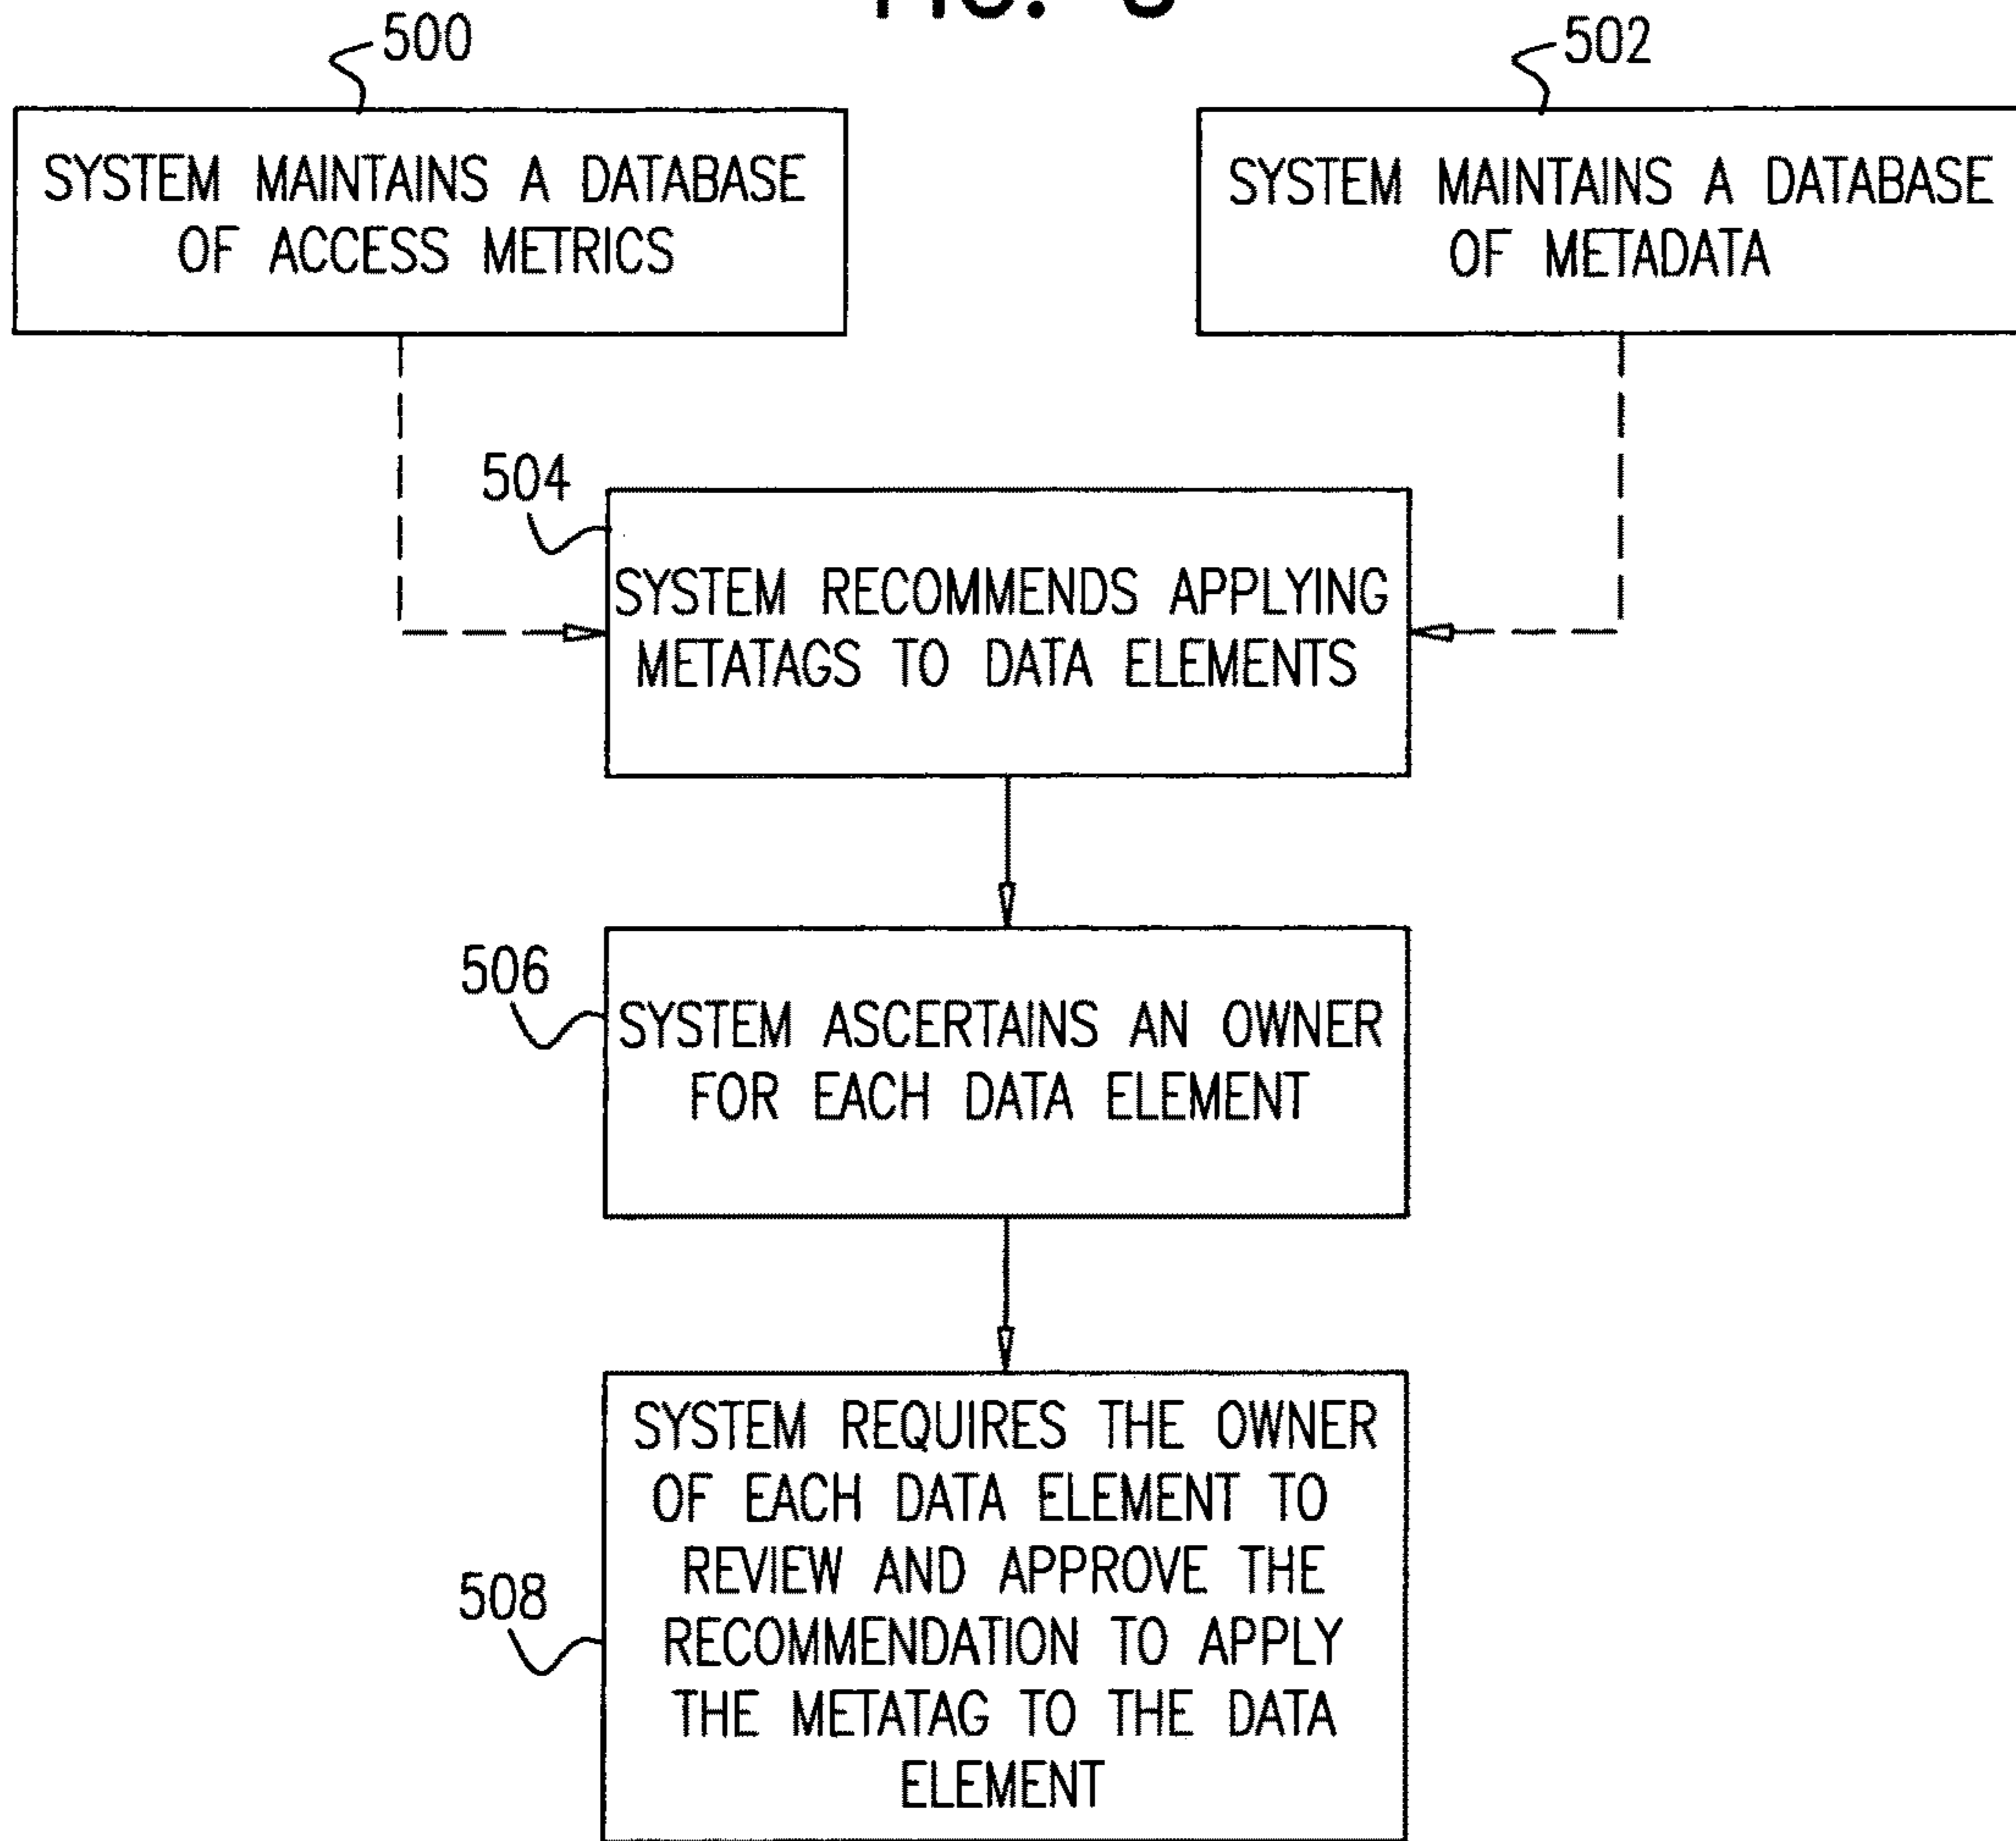 500
502
SYSTEM MAINTAINS A DATABASE
OF ACCESS METRICS
SYSTEM MAINTAINS A DATABASE
OF METADATA
504
SYSTEM RECOMMENDS APPLYING
METATAGS TO DATA ELEMENTS
506
SYSTEM ASCERTAINS AN OWNER
FOR EACH DATA ELEMENT
508
SYSTEM REQUIRES THE OWNER
OF EACH DATA ELEMENT TO
REVIEW AND APPROVE THE
RECOMMENDATION TO APPLY
THE METATAG TO THE DATA
ELEMENT